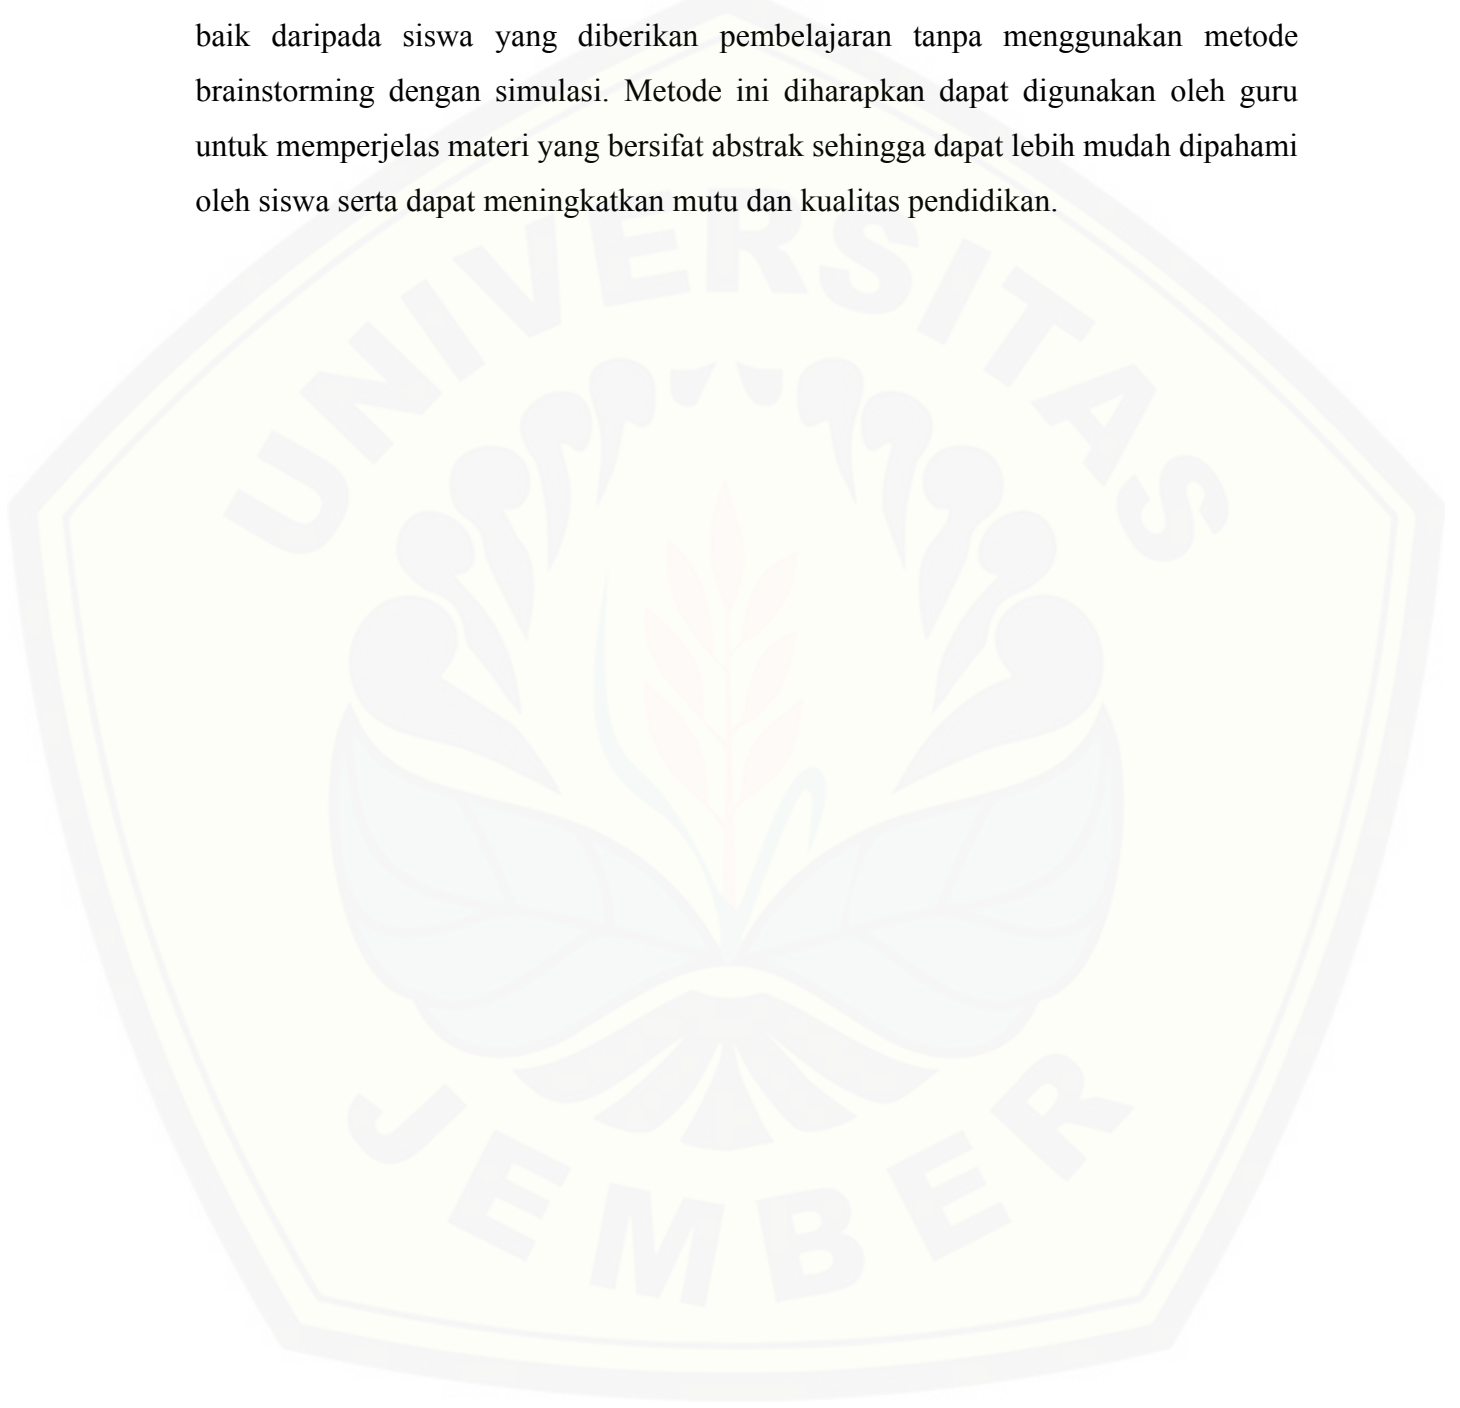 baik daripada siswa yang diberikan pembelajaran tanpa menggunakan metode
brainstorming dengan simulasi. Metode ini diharapkan dapat digunakan oleh guru
untuk memperjelas materi yang bersifat abstrak sehingga dapat lebih mudah dipahami
oleh siswa serta dapat meningkatkan mutu dan kualitas pendidikan.
UNIVERSITAS
JEMBER